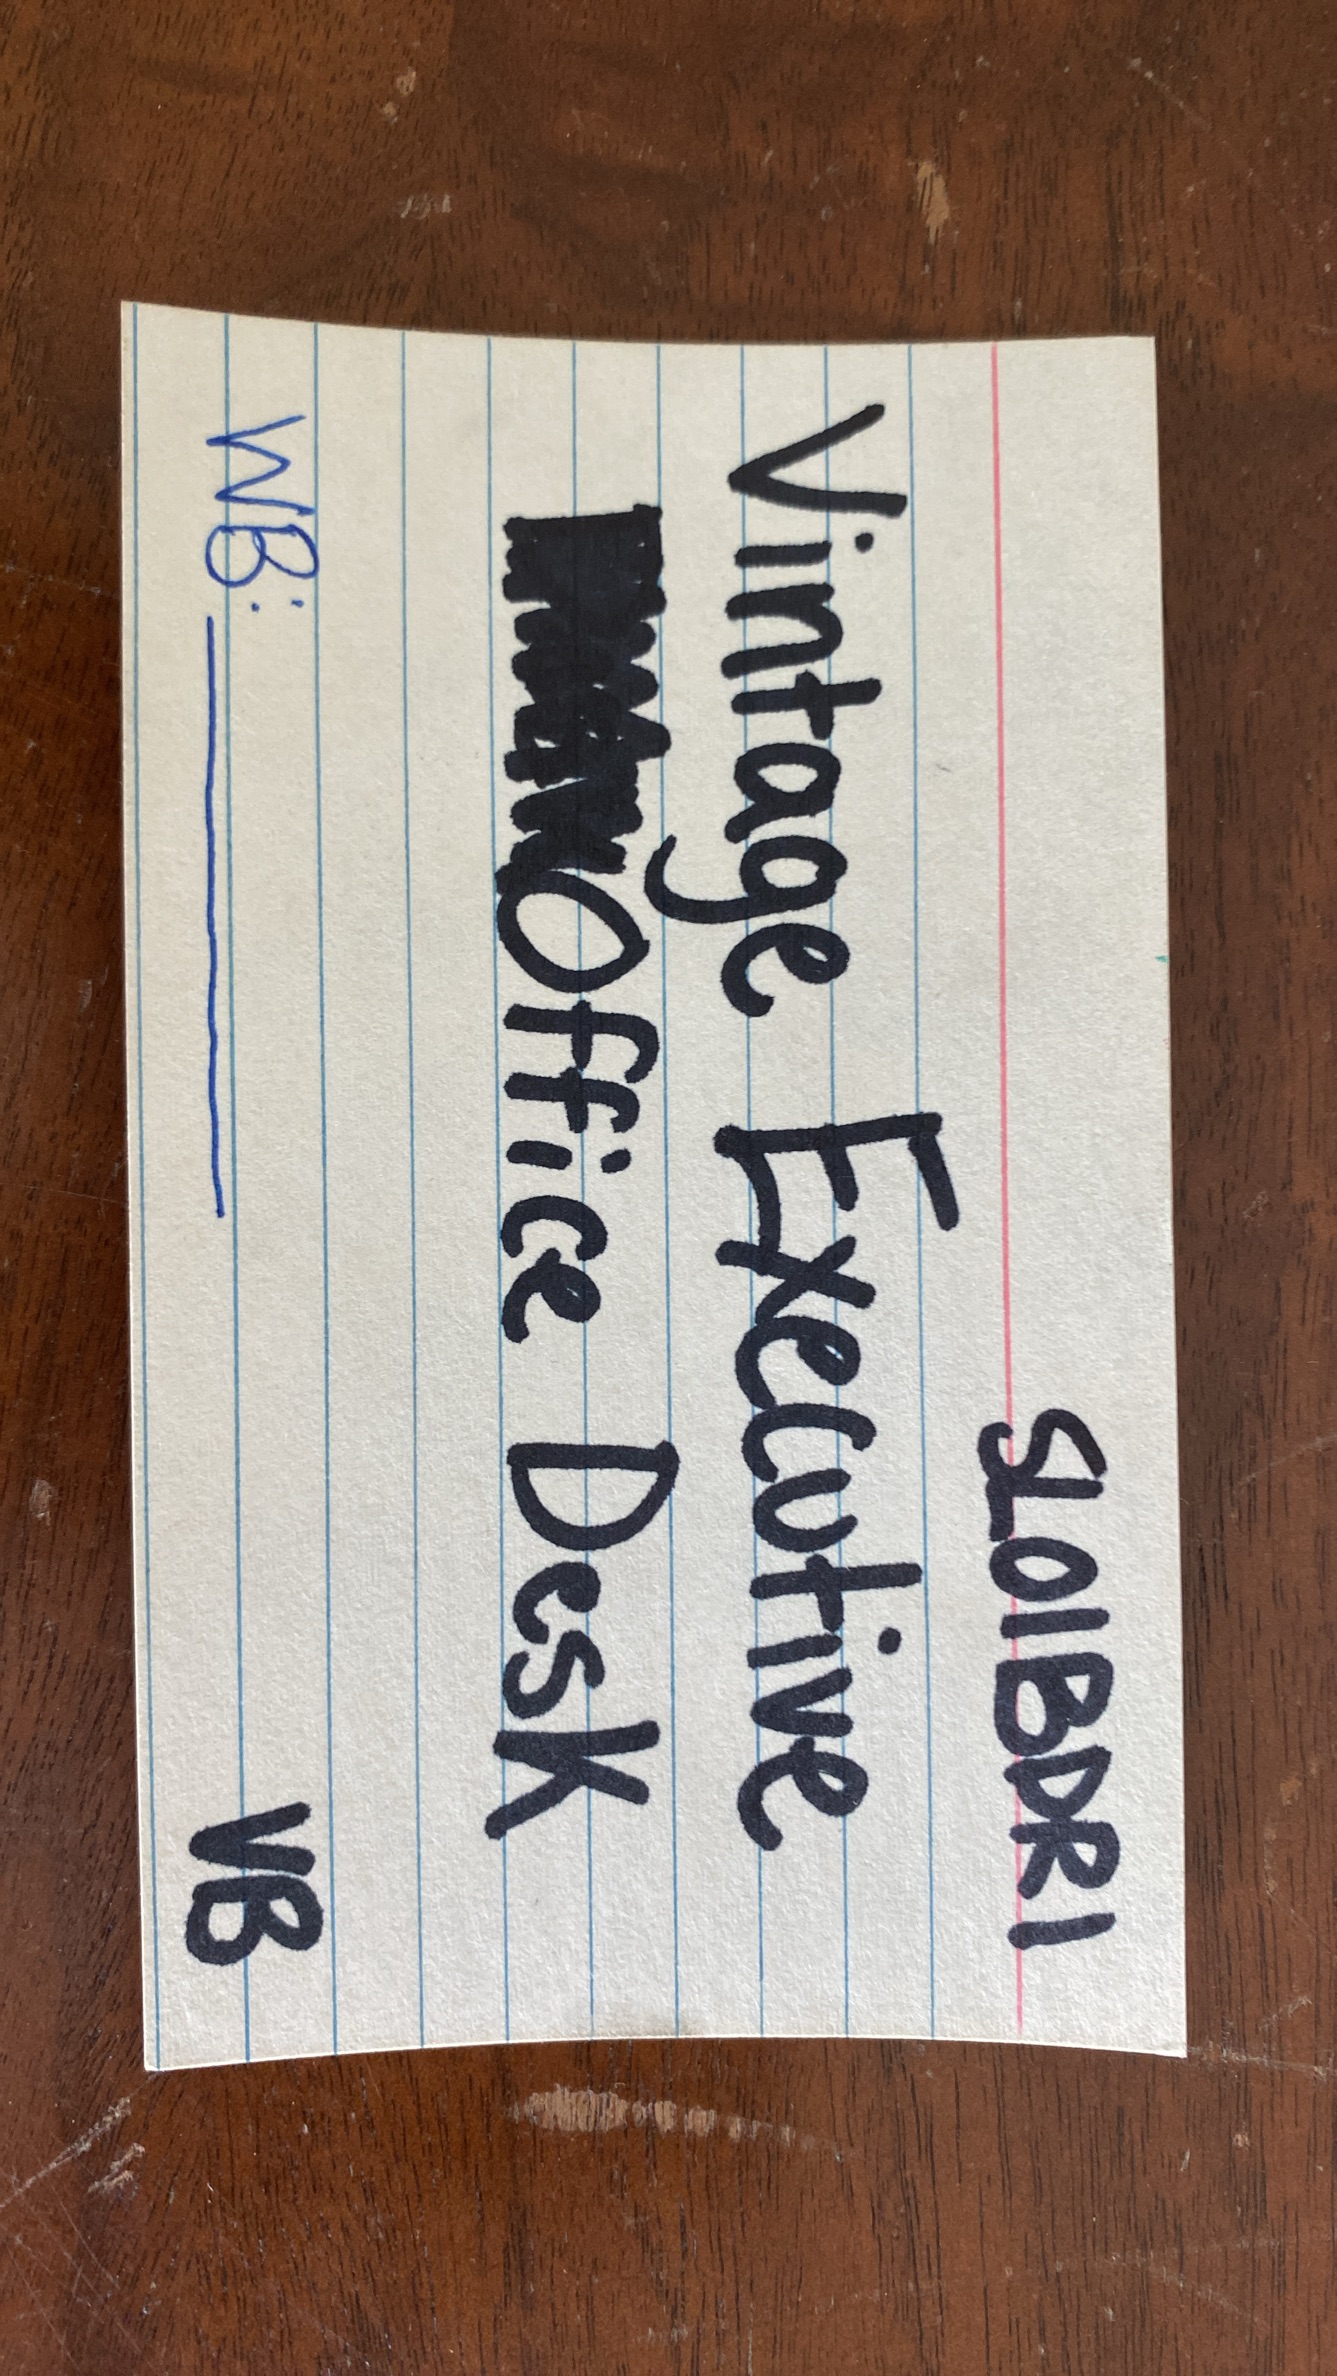 SLO1BDR1
Vintage Executive
Office Desk
WB:
VB